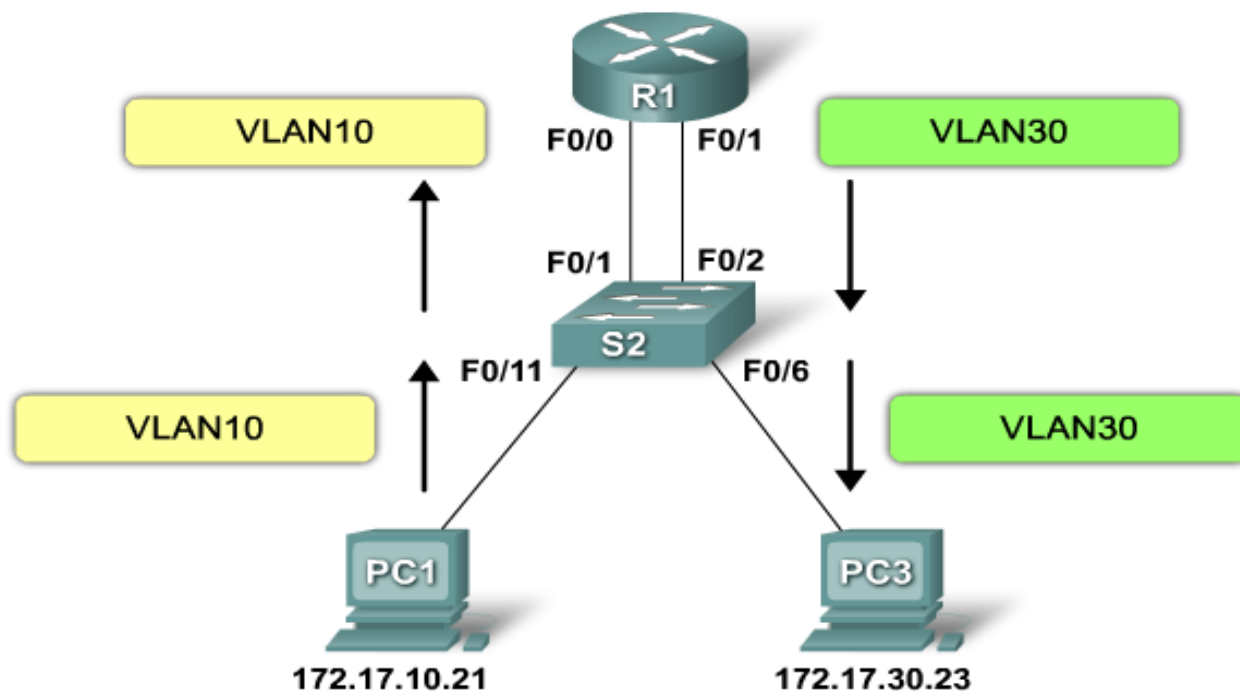 R1
VLAN10
F0/0
F0/1
VLAN30
F0/1
F0/2
S2
F0/11
F0/6
VLAN10
VLAN30
PC1
PC3
172.17.10.21
172.17.30.23